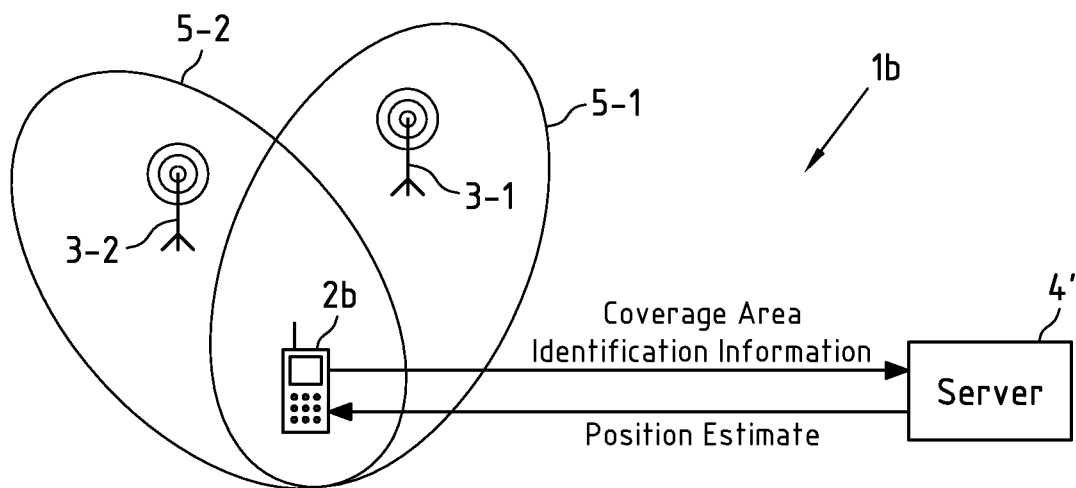 5-2
1b
5-1
3-1
3-2
2b
Coverage Area
Identification Information
4'
Server
Position Estimate